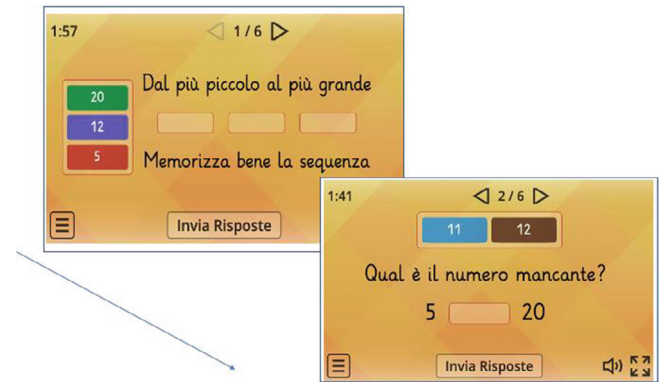 1:57
1 / 6
20
12
5
Dal più piccolo al più grande
Memorizza bene la sequenza
Invia Risposte
1:41
2 / 6
11 12
Qual è il numero mancante?
5 20
Invia Risposte